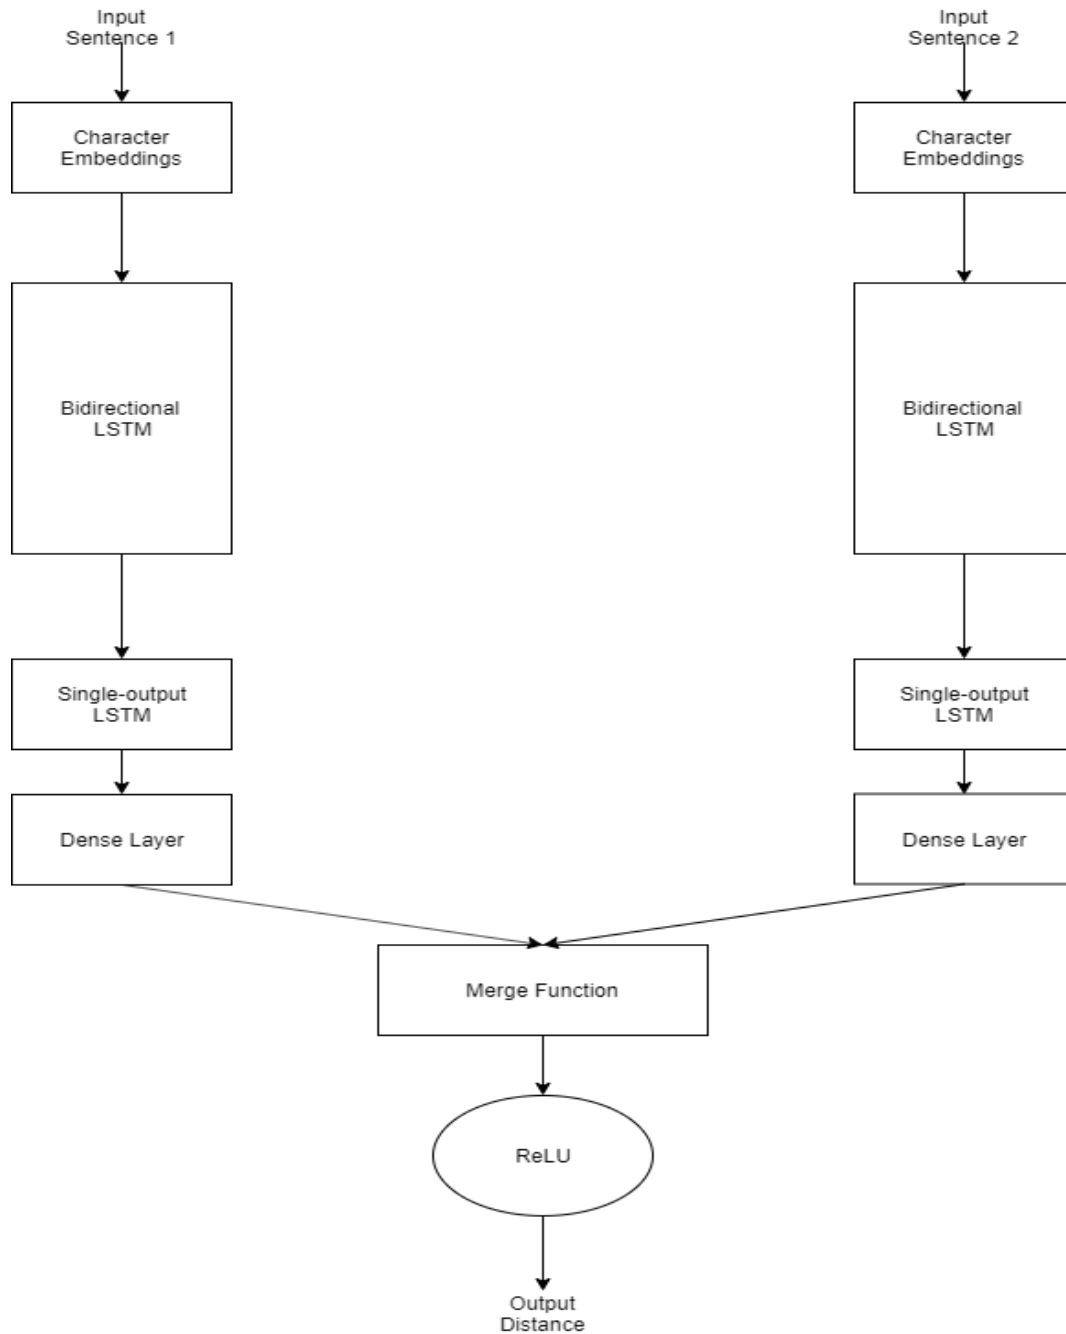 Input
Sentence 1
Input
Sentence 2
Character
Embeddings
Character
Embeddings
Bidirectional
LSTM
Bidirectional
LSTM
Single-output
LSTM
Single-output
LSTM
Dense Layer
Dense Layer
Merge Function
ReLU
Output
Distance